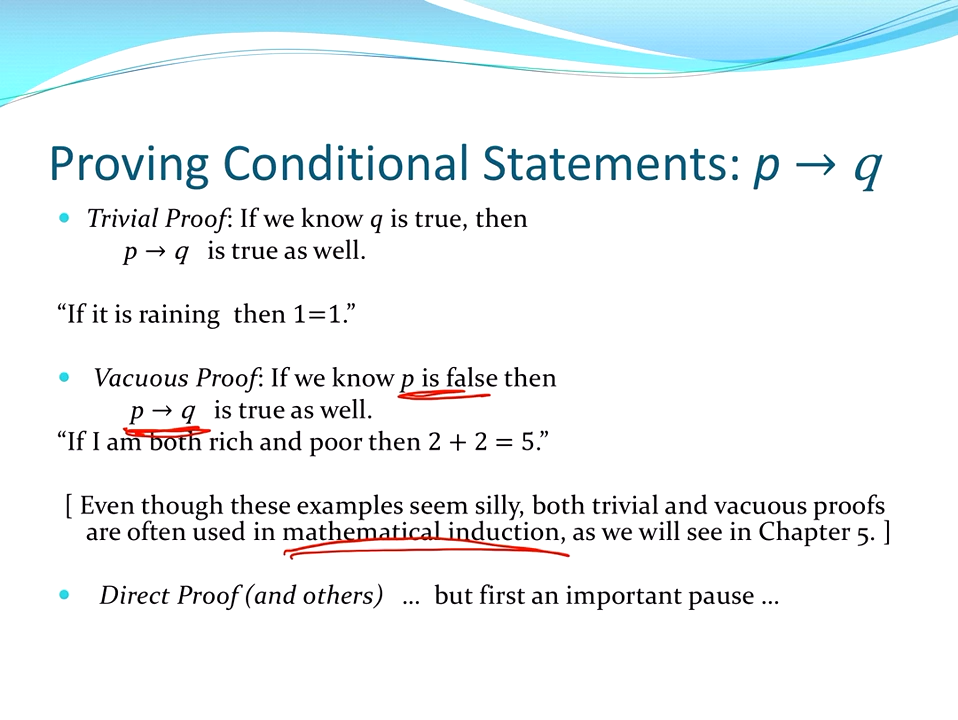 Proving Conditional Statements: p → q
• Trivial Proof: If we know q is true, then
p → q is true as well.
“If it is raining then 1=1.”
• Vacuous Proof: If we know p is false then
p → q is true as well.
“If I am both rich and poor then 2 + 2 = 5.”
[ Even though these examples seem silly, both trivial and vacuous proofs
are often used in mathematical induction, as we will see in Chapter 5. ]
• Direct Proof (and others) … but first an important pause …